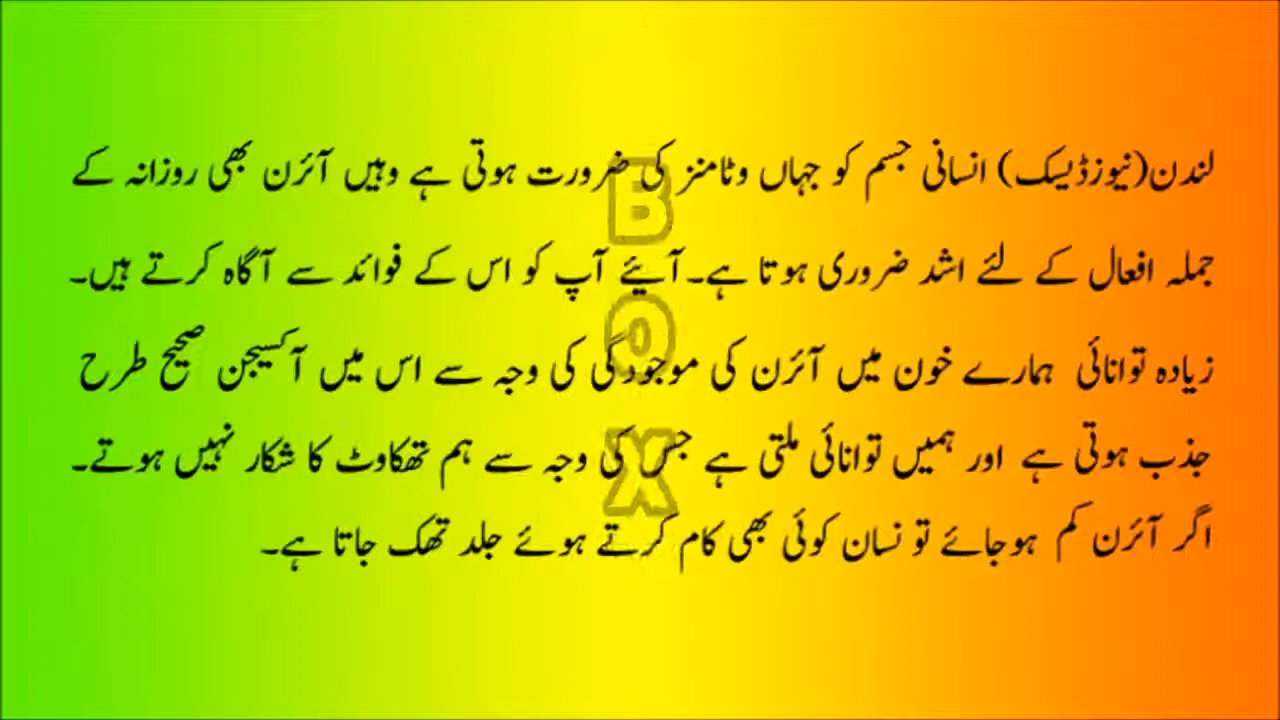 لندن(نیوزڈیسک) انسانی جسم کو جہاں وٹامنز کی ضرورت ہوتی ہے وہیں آئرن بھی روزانہ کے
جملہ افعال کے لئے اشد ضروری ہوتا ہے۔ آئیے آپ کو اس کے فوائد سے آگاہ کرتے ہیں۔
زیادہ توانائی ہمارے خون میں آئرن کی موجودگی کی وجہ سے اس میں آکسیجن صحیح طرح
جذب ہوتی ہے اور ہمیں توانائی ملتی ہے جس کی وجہ سے ہم تھکاوٹ کا شکار نہیں ہوتے۔
اگر آئرن کم ہوجائے تو نسان کوئی بھی کام کرتے ہوئے جلد تھک جاتا ہے۔
B
O
X